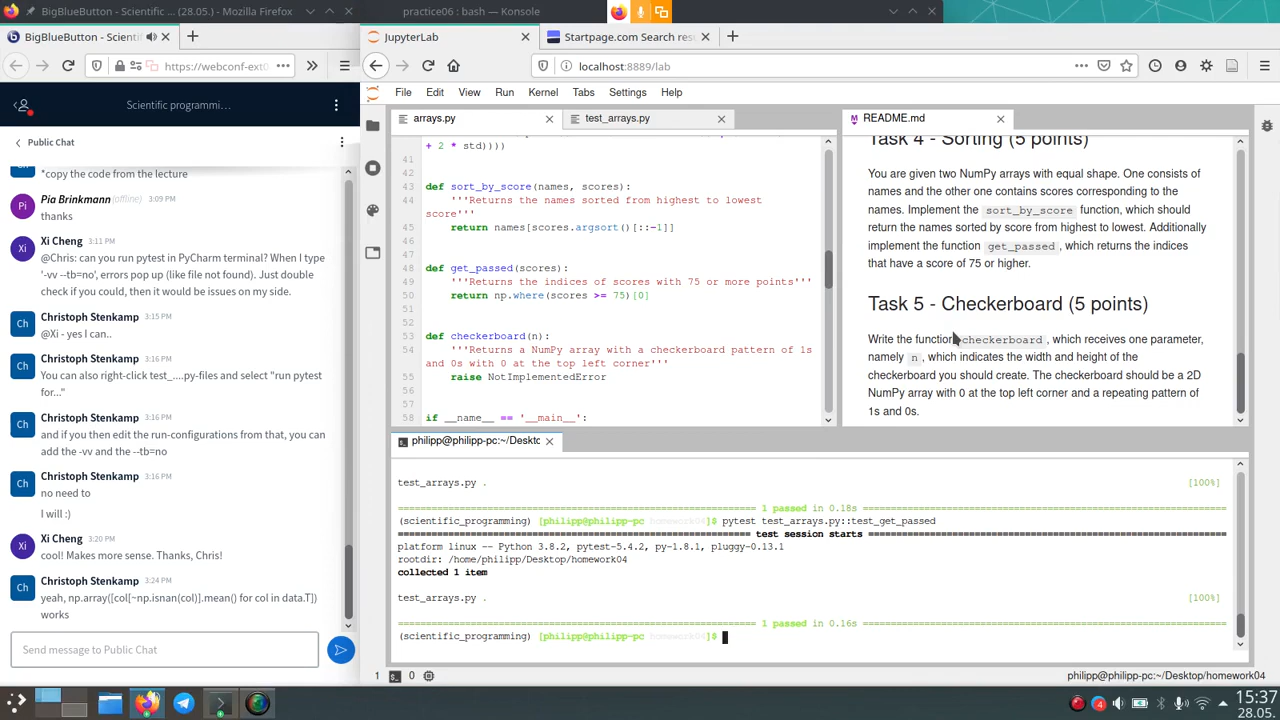 BigBlueButton - Scientific ... (28.05.) - Mozilla Firefox
practice06 : bash — Konsole
BigBlueButton - Scienti
JupyterLab
Startpage.com Search resu
https://webconf-ext0
localhost:8889/lab
Scientific programmi…
File Edit View Run Kernel Tabs Settings Help
Public Chat
arrays.py
test_arrays.py
README.md
Ch
*copy the code from the lecture
Pi
Pia Brinkmann (offline) 3:09 PM
thanks
Xi
Xi Cheng 3:11 PM
@Chris: can you run pytest in PyCharm terminal? When I type
'-vv --tb=no', errors pop up (like file not found). Just double
check if you could, then it would be issues on my side.
Ch
Christoph Stenkamp 3:15 PM
@Xi - yes I can..
Ch
Christoph Stenkamp 3:16 PM
You can also right-click test_....py-files and select "run pytest
for..."
Ch
Christoph Stenkamp 3:16 PM
and if you then edit the run-configurations from that, you can
add the -vv and the --tb=no
Ch
Christoph Stenkamp 3:16 PM
no need to
I will :)
Xi
Xi Cheng 3:20 PM
cool! Makes more sense. Thanks, Chris!
Ch
Christoph Stenkamp 3:24 PM
yeah, np.array([col[~np.isnan(col)].mean() for col in data.T])
works
Send message to Public Chat
+ 2 * std))))
41
42
43 def sort_by_score(names, scores):
44 '''Returns the names sorted from highest to lowest
score'''
45 return names[scores.argsort()[::-1]]
46
47
48 def get_passed(scores):
49 '''Returns the indices of scores with 75 or more points'''
50 return np.where(scores >= 75)[0]
51
52
53 def checkerboard(n):
54 '''Returns a NumPy array with a checkerboard pattern of 1s
and 0s with 0 at the top left corner'''
55 raise NotImplementedError
56
57
58 if __name__ == '__main__':
Task 4 - Sorting (5 points)
You are given two NumPy arrays with equal shape. One consists of
names and the other one contains scores corresponding to the
names. Implement the sort_by_score function, which should
return the names sorted by score from highest to lowest. Additionally
implement the function get_passed, which returns the indices
that have a score of 75 or higher.
Task 5 - Checkerboard (5 points)
Write the function checkerboard, which receives one parameter,
namely n, which indicates the width and height of the
checkerboard you should create. The checkerboard should be a 2D
NumPy array with 0 at the top left corner and a repeating pattern of
1s and 0s.
philipp@philipp-pc:~/Deskto
test_arrays.py . [100%]
1 passed in 0.18s
(scientific_programming) [philipp@philipp-pc homework04]$ pytest test_arrays.py::test_get_passed
test session starts
platform linux -- Python 3.8.2, pytest-5.4.2, py-1.8.1, pluggy-0.13.1
rootdir: /home/philipp/Desktop/homework04
collected 1 item
test_arrays.py . [100%]
1 passed in 0.16s
(scientific_programming) [philipp@philipp-pc homework04]$
1 0
philipp@philipp-pc:~/Desktop/homework04
4
15:37
28.05.